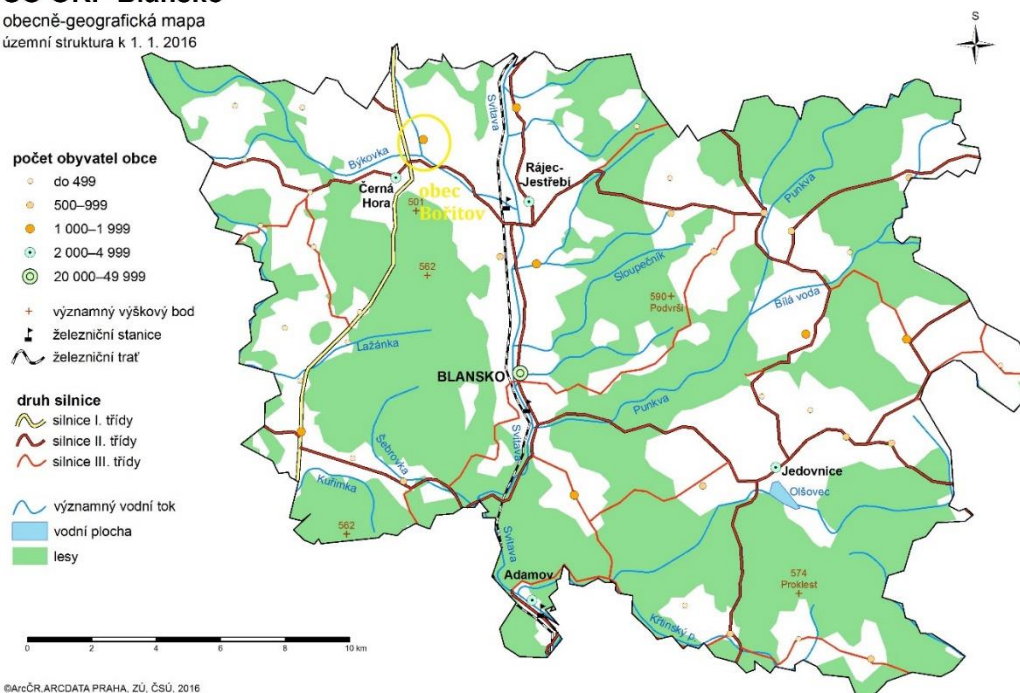 SO ORP Blansko
obecně-geografická mapa
územní struktura k 1. 1. 2016
S
počet obyvatel obce
do 499
500–999
1 000–1 999
2 000–4 999
20 000–49 999
významný výškový bod
železniční stanice
železniční trať
druh silnice
silnice I. třídy
silnice II. třídy
silnice III. třídy
významný vodní tok
vodní plocha
lesy
Býkovka
Černá
Hora
obec
Bořitov
501
562
Svitava
Rájec-
Jestřebí
Punkva
Sloupečník
590
Podvrší
Bílá voda
Lažánka
BLANSKO
Punkva
Svitava
Šebrovka
Kuřimka
562
Jedovnice
Olšovec
Svitava
Adamov
574
Proklest
Křtinský p.
0 2 4 6 8 10 km
©ArcČR,ARCDATA PRAHA, ZÚ, ČSÚ, 2016